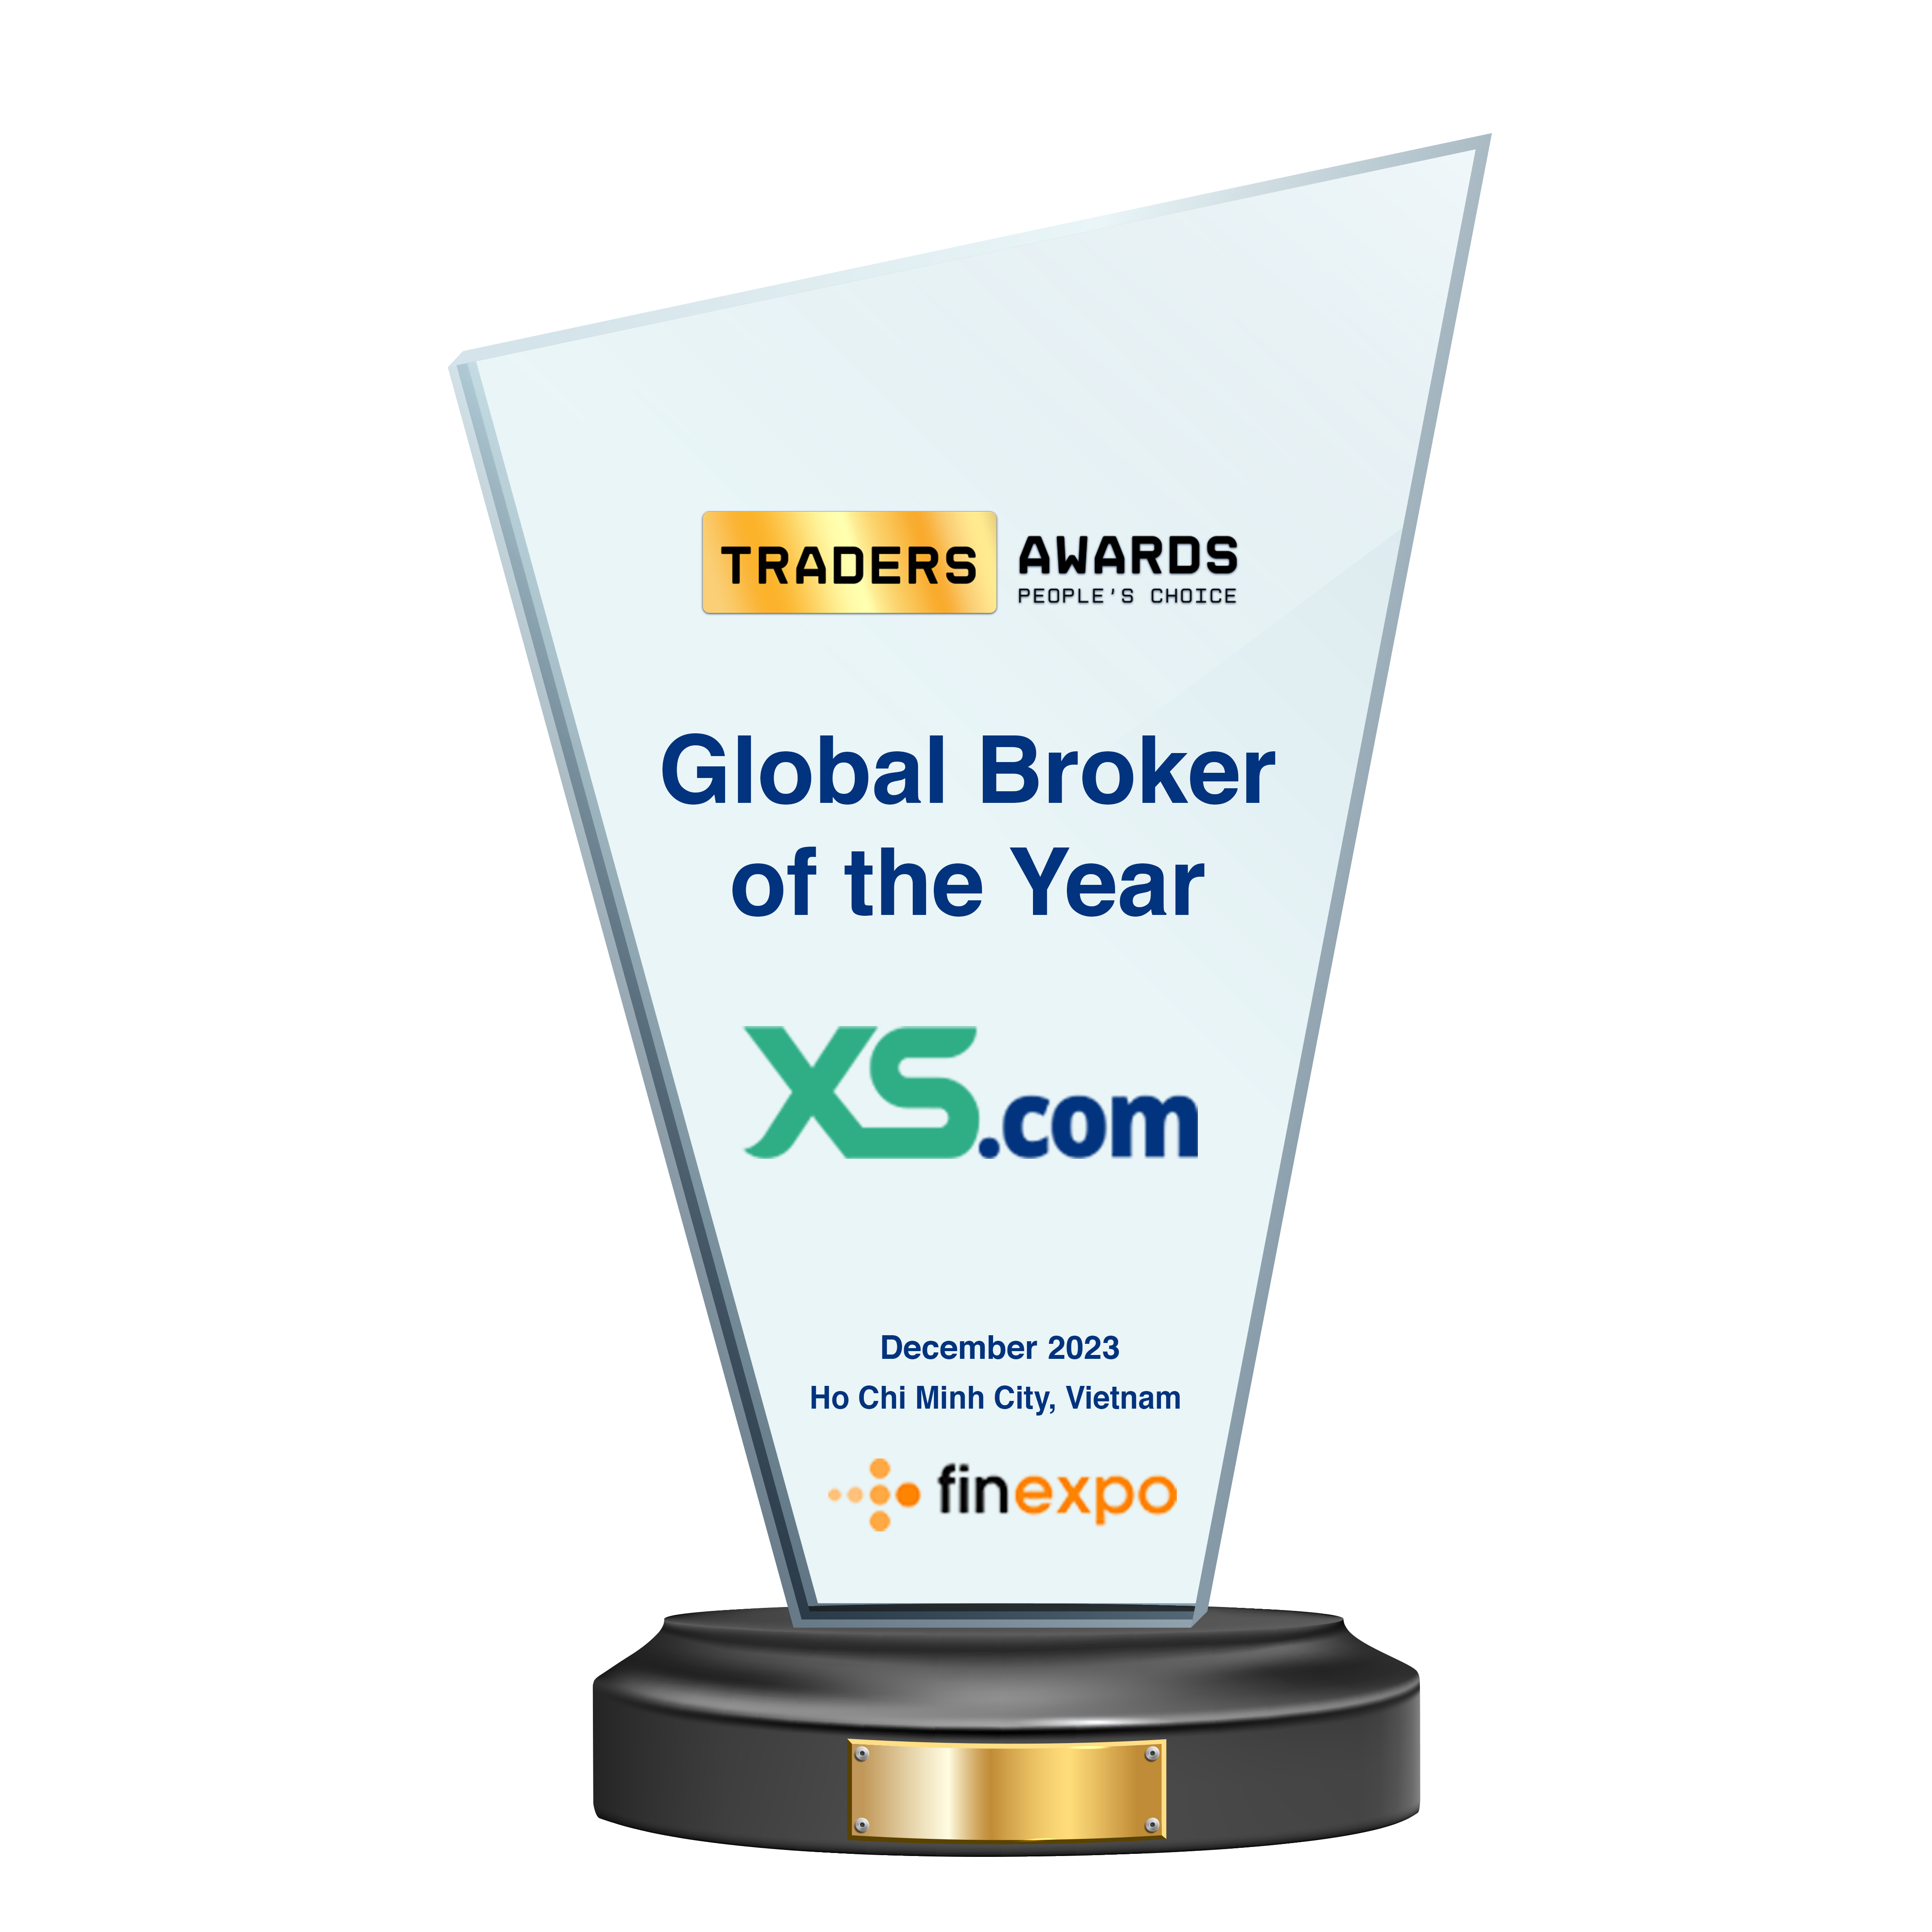 TRADERS AWARDS
PEOPLE'S CHOICE
Global Broker
of the Year
XS.com
December 2023
Ho Chi Minh City, Vietnam
finexpo